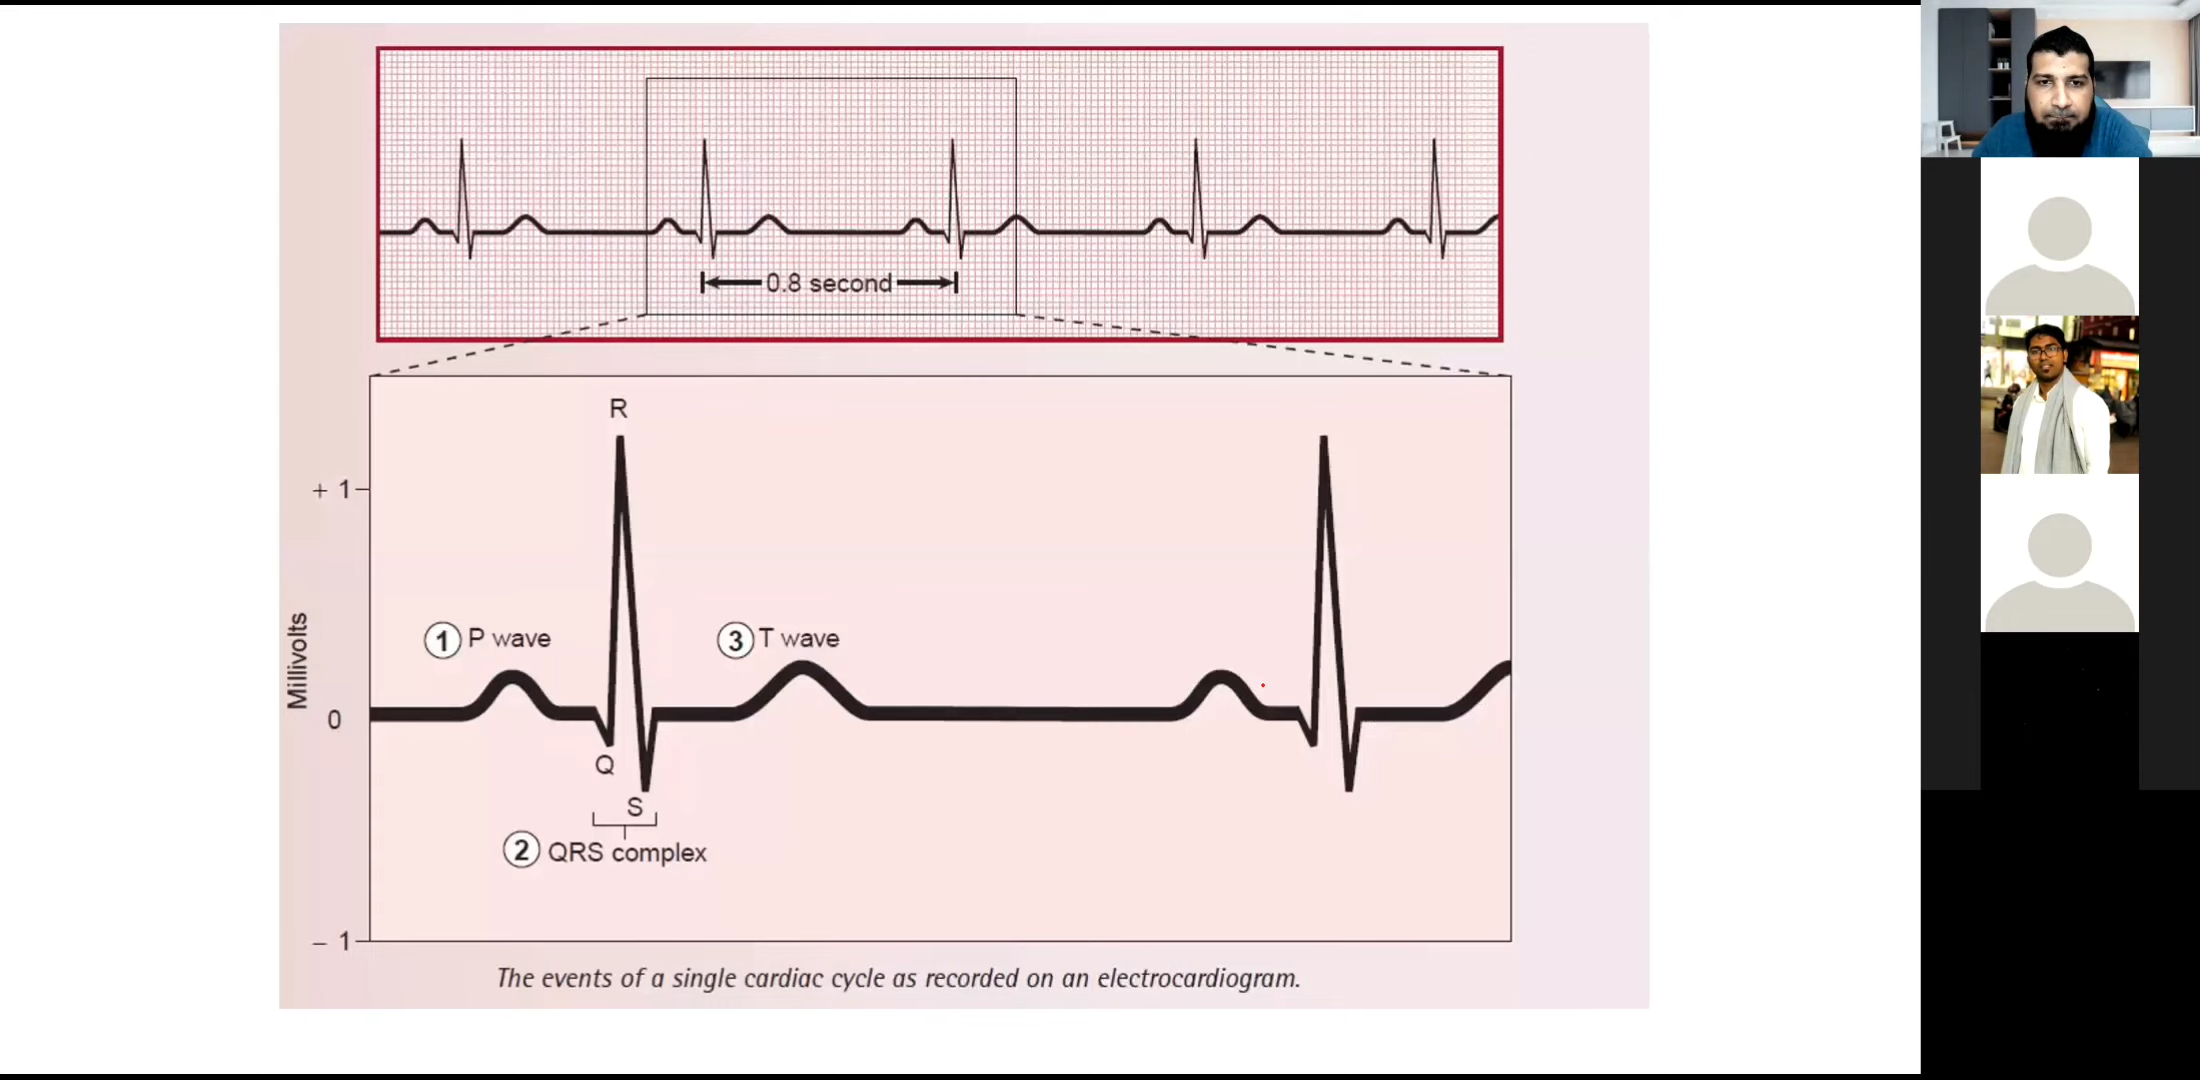 0.8 second
R
+ 1
1 P wave
3 T wave
Millivolts
0
Q
S
2 QRS complex
– 1
The events of a single cardiac cycle as recorded on an electrocardiogram.